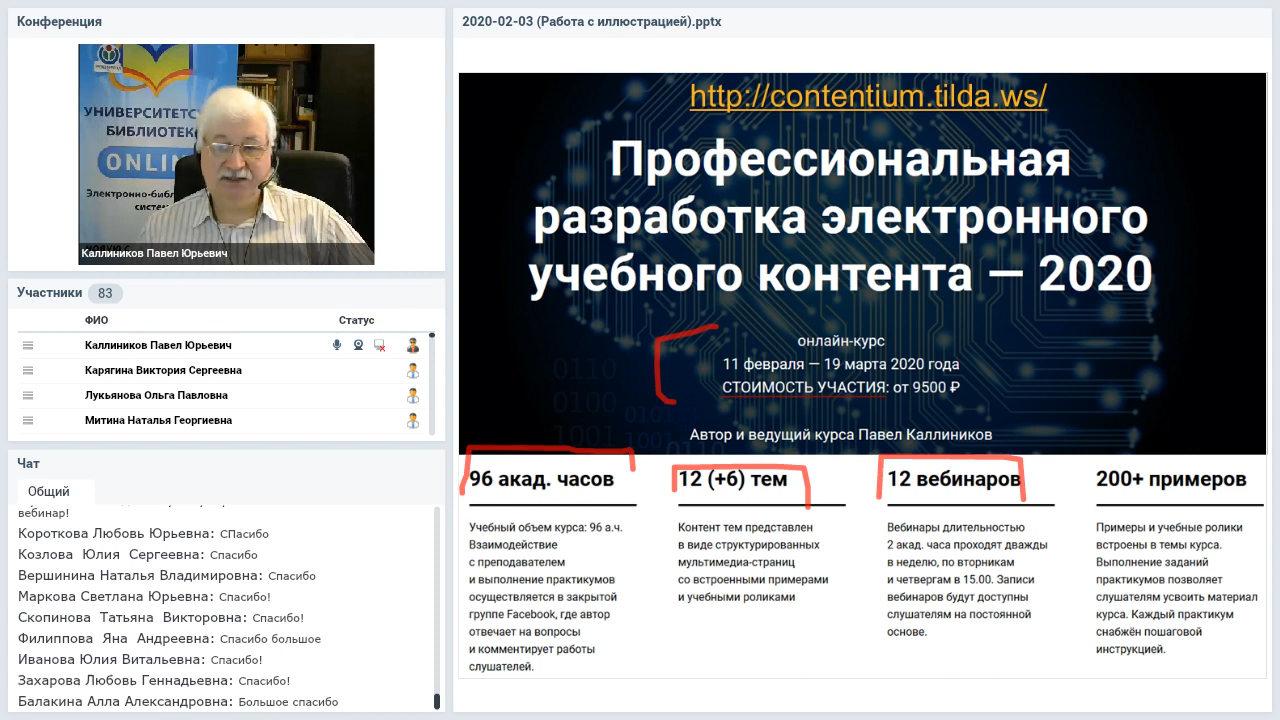 Конференция
УНИВЕРСИТЕТС
БИБЛИОТЕК
ONLIN
Электронно-биб
систем
Каллиников Павел Юрьевич
Участники 83
ФИО Статус
Каллиников Павел Юрьевич
Карягина Виктория Сергеевна
Лукьянова Ольга Павловна
Митина Наталья Георгиевна
Чат
Общий
вебинар!
Короткова Любовь Юрьевна: СПасибо
Козлова Юлия Сергеевна: Спасибо
Вершинина Наталья Владимировна: Спасибо
Маркова Светлана Юрьевна: Спасибо!
Скопинова Татьяна Викторовна: Спасибо!
Филиппова Яна Андреевна: Спасибо большое
Иванова Юлия Витальевна: Спасибо!
Захарова Любовь Геннадьевна: Спасибо!
Балакина Алла Александровна: Большое спасибо
2020-02-03 (Работа с иллюстрацией).pptx
http://contentium.tilda.ws/
Профессиональная
разработка электронного
учебного контента — 2020
онлайн-курс
11 февраля — 19 марта 2020 года
СТОИМОСТЬ УЧАСТИЯ: от 9500 ₽
Автор и ведущий курса Павел Каллиников
96 акад. часов
Учебный объем курса: 96 а.ч.
Взаимодействие
с преподавателем
и выполнение практикумов
осуществляется в закрытой
группе Facebook, где автор
отвечает на вопросы
и комментирует работы
слушателей.
12 (+6) тем
Контент тем представлен
в виде структурированных
мультимедиа-страниц
со встроенными примерами
и учебными роликами
12 вебинаров
Вебинары длительностью
2 акад. часа проходят дважды
в неделю, по вторникам
и четвергам в 15.00. Записи
вебинаров будут доступны
слушателям на постоянной
основе.
200+ примеров
Примеры и учебные ролики
встроены в темы курса.
Выполнение заданий
практикумов позволяет
слушателям усвоить материал
курса. Каждый практикум
снабжён пошаговой
инструкцией.